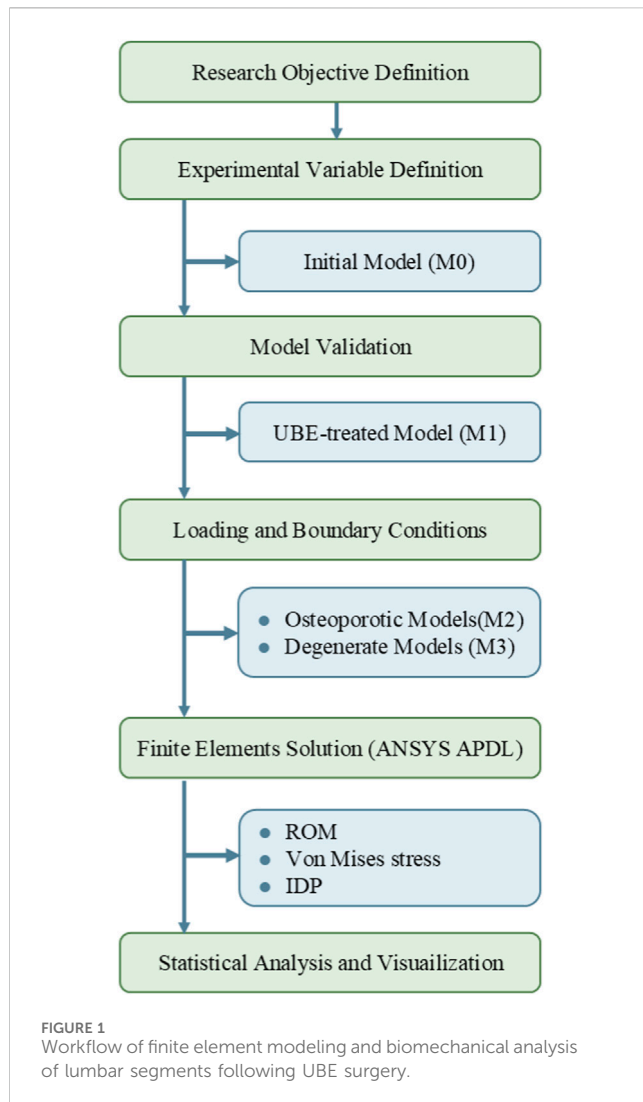 Research Objective Definition
Experimental Variable Definition
Initial Model (M0)
Model Validation
UBE-treated Model (M1)
Loading and Boundary Conditions
● Osteoporotic Models(M2)
● Degenerate Models (M3)
Finite Elements Solution (ANSYS APDL)
● ROM
● Von Mises stress
● IDP
Statistical Analysis and Visuailization
FIGURE 1
Workflow of finite element modeling and biomechanical analysis
of lumbar segments following UBE surgery.